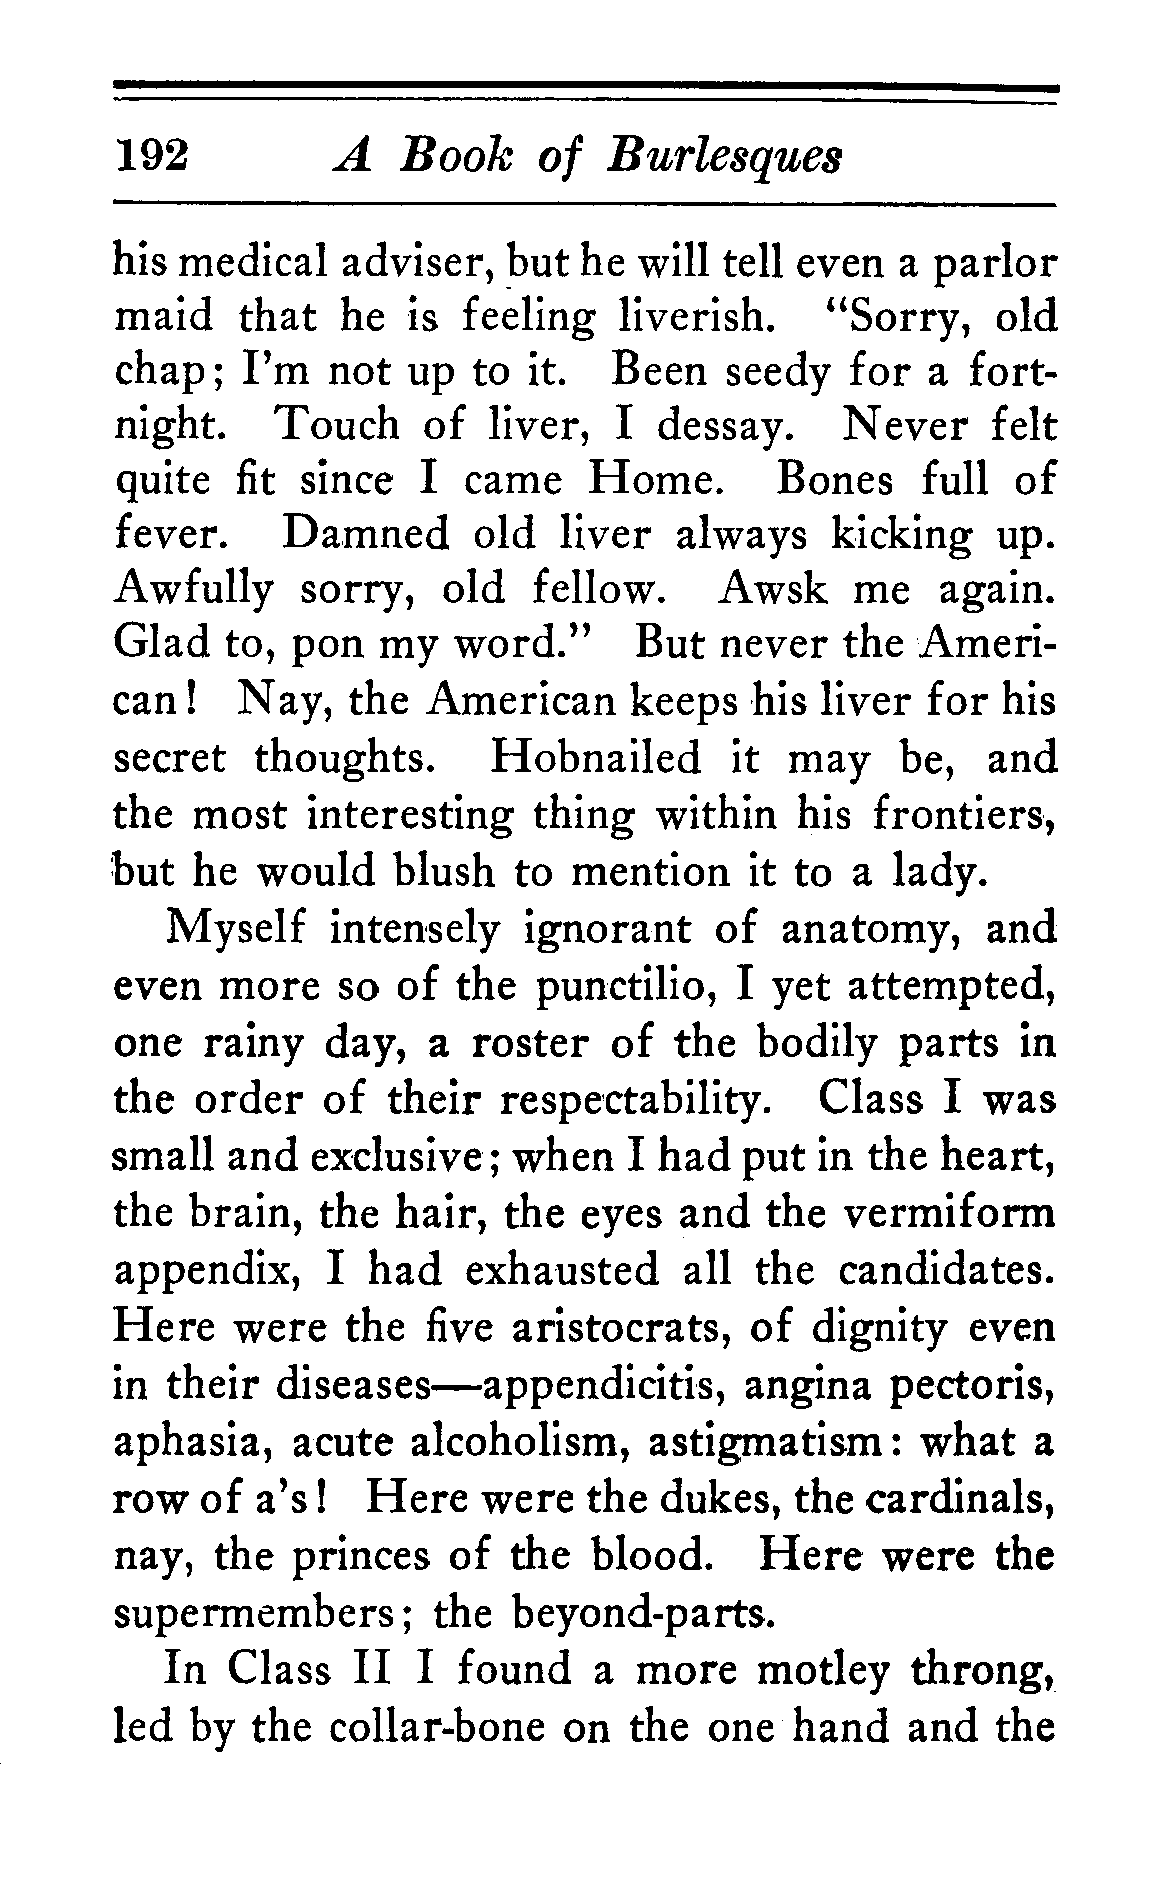 192 A Book of Burlesques
his medical adviser, but he will tell even a parlor
maid that he is feeling liverish. “Sorry, old
chap; I’m not up to it. Been seedy for a fort-
night. Touch of liver, I dessay. Never felt
quite fit since I came Home. Bones full of
fever. Damned old liver always kicking up.
Awfully sorry, old fellow. Awsk me again.
Glad to, pon my word.” But never the Ameri-
can! Nay, the American keeps his liver for his
secret thoughts. Hobnailed it may be, and
the most interesting thing within his frontiers,
but he would blush to mention it to a lady.
Myself intensely ignorant of anatomy, and
even more so of the punctilio, I yet attempted,
one rainy day, a roster of the bodily parts in
the order of their respectability. Class I was
small and exclusive; when I had put in the heart,
the brain, the hair, the eyes and the vermiform
appendix, I had exhausted all the candidates.
Here were the five aristocrats, of dignity even
in their diseases—appendicitis, angina pectoris,
aphasia, acute alcoholism, astigmatism: what a
row of a’s! Here were the dukes, the cardinals,
nay, the princes of the blood. Here were the
supermembers; the beyond-parts.
In Class II I found a more motley throng,
led by the collar-bone on the one hand and the